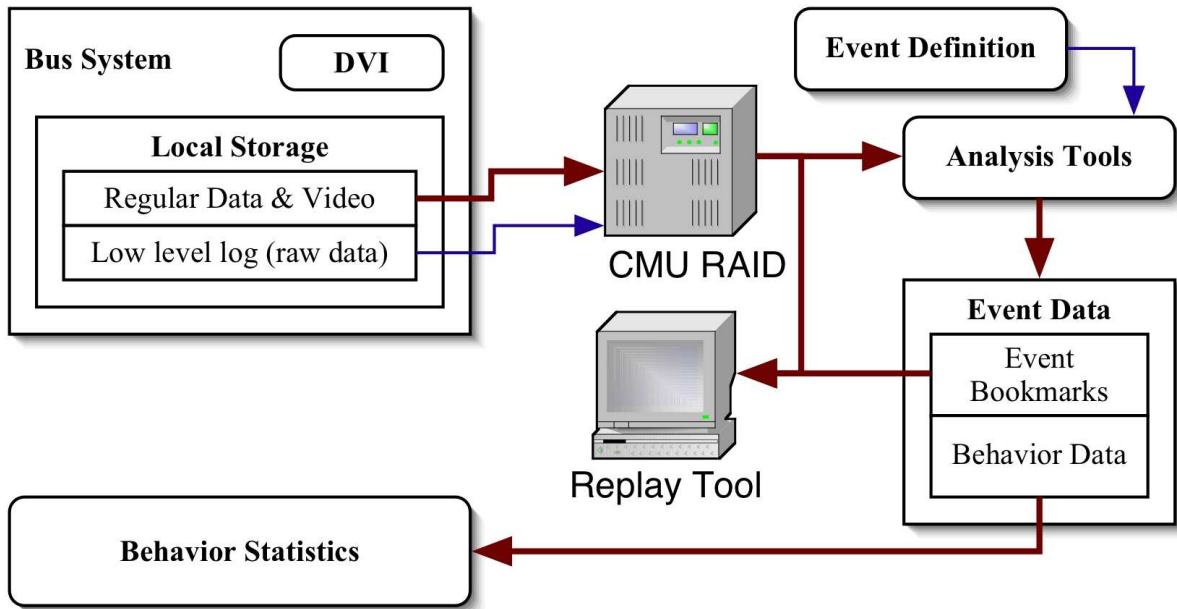 Bus System
DVI
Local Storage
Regular Data & Video
Low level log (raw data)
CMU RAID
Event Definition
Analysis Tools
Event Data
Event
Bookmarks
Behavior Data
Replay Tool
Behavior Statistics